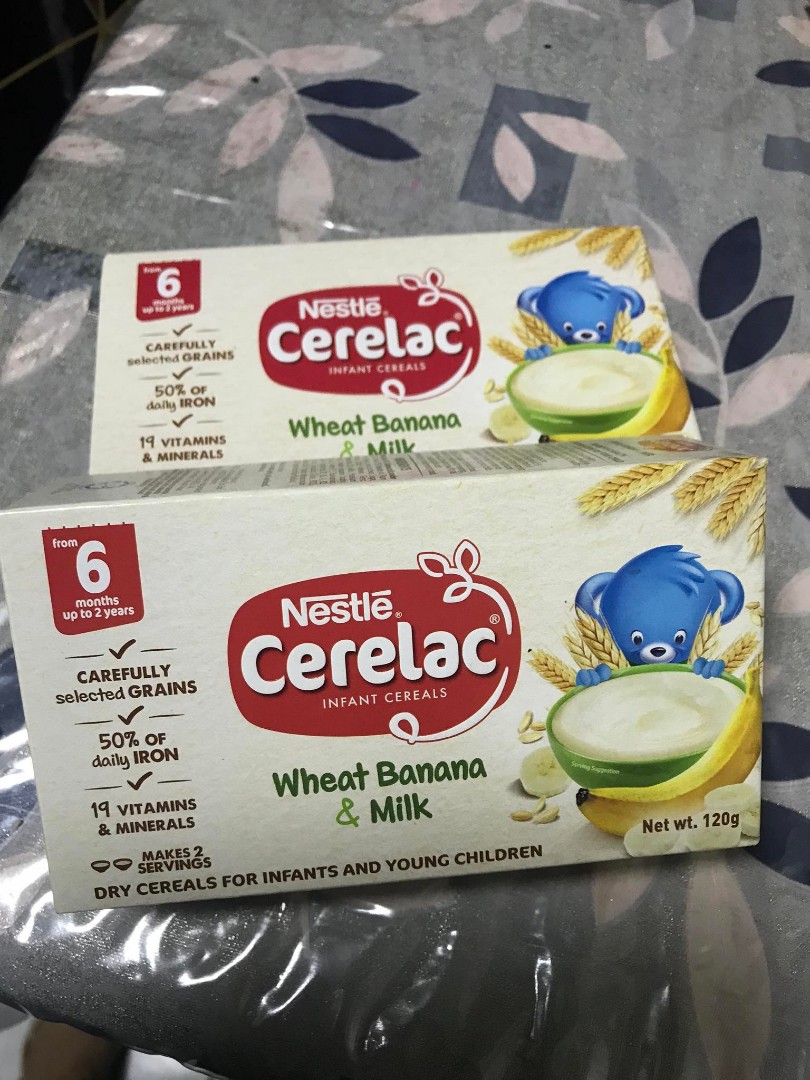 from
6
months
up to 2 years
CAREFULLY
selected GRAINS
50% OF
daily IRON
19 VITAMINS
& MINERALS
Nestlé®
Cerelac®
INFANT CEREALS
Wheat Banana
& Milk
from
6
months
up to 2 years
CAREFULLY
selected GRAINS
50% OF
daily IRON
19 VITAMINS
& MINERALS
MAKES 2
SERVINGS
DRY CEREALS FOR INFANTS AND YOUNG CHILDREN
Nestlé®
Cerelac®
INFANT CEREALS
Wheat Banana
& Milk
Serving Suggestion
Net wt. 120g